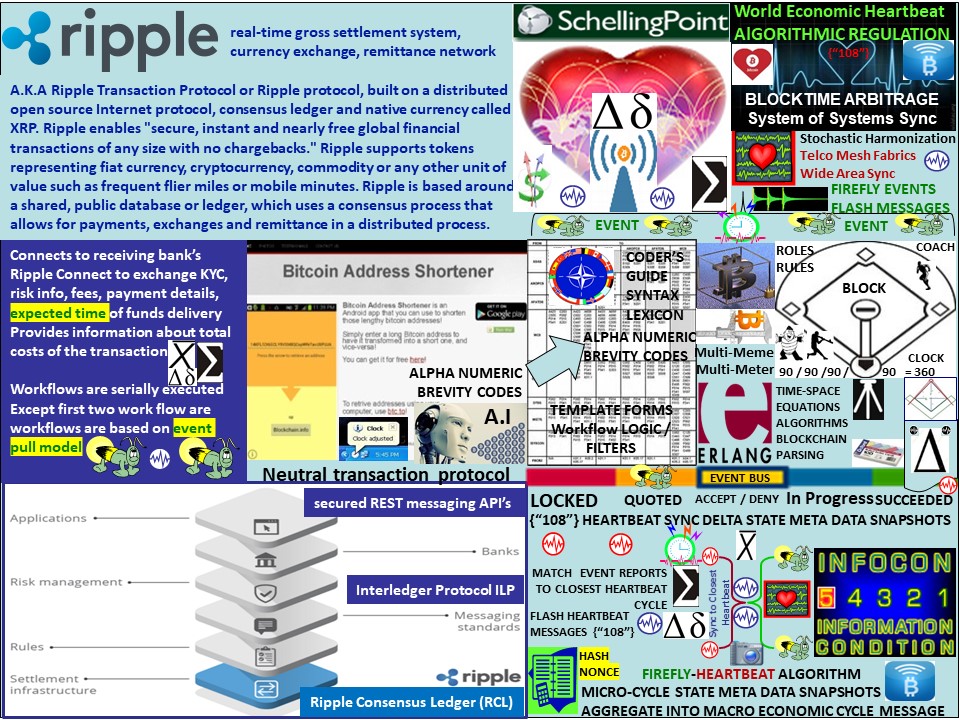 ripple
real-time gross settlement system,
currency exchange, remittance network
A.K.A Ripple Transaction Protocol or Ripple protocol, built on a distributed
open source Internet protocol, consensus ledger and native currency called
XRP. Ripple enables "secure, instant and nearly free global financial
transactions of any size with no chargebacks." Ripple supports tokens
representing fiat currency, cryptocurrency, commodity or any other unit of
value such as frequent flier miles or mobile minutes. Ripple is based around
a shared, public database or ledger, which uses a consensus process that
allows for payments, exchanges and remittance in a distributed process.
SchellingPoint
Δδ
Σ
World Economic Heartbeat
AlGORITHMIC REGULATION
{“108”}
BLOCKTIME ARBITRAGE
System of Systems Sync
Stochastic Harmonization
Telco Mesh Fabrics
Wide Area Sync
FIREFLY EVENTS
FLASH MESSAGES
EVENT
EVENT
Connects to receiving bank’s
Ripple Connect to exchange KYC,
risk info, fees, payment details,
expected time of funds delivery
Provides information about total
costs of the transaction
X
Δδ
Σ
Workflows are serially executed
Except first two work flow are
workflows are based on event
pull model
Bitcoin Address Shortener
Bitcoin Address Shortener is an
Android app that you can use to shorten
those lengthy bitcoin addresses!
Simply enter a long Bitcoin address to
have it transformed into a short one, and
vice-versa!
You can get it for free here!
GET IT ON
Google play
To retrieve addresses
computer, use btc.to!
Blockchain.info
Clock
Clock adjusted
5:45 PM
ALPHA NUMERIC
BREVITY CODES
A.I
Neutral transaction protocol
CODER’S
GUIDE
SYNTAX
LEXICON
ALPHA NUMERIC
BREVITY CODES
TEMPLATE FORMS
Workflow LOGIC /
FILTERS
Multi-Meme
Multi-Meter
ROLES
RULES
COACH
BLOCK
CLOCK
90 / 90 /90 / 90 = 360
ERLANG
TIME-SPACE
EQUATIONS
ALGORITHMS
BLOCKCHAIN
PARSING
Δ
EVENT BUS
Applications
Risk management
Rules
Settlement
infrastructure
Banks
Messaging
standards
secured REST messaging API’s
Interledger Protocol ILP
ripple
Ripple Consensus Ledger (RCL)
LOCKED QUOTED ACCEPT / DENY In Progress SUCCEEDED
{“108”} HEARTBEAT SYNC DELTA STATE META DATA SNAPSHOTS
MATCH EVENT REPORTS
TO CLOSEST HEARTBEAT
CYCLE
FLASH HEARTBEAT
MESSAGES {“108”}
Σ
Δδ
X
Sync to Closest
Heartbeat
INFOCON
5 4 3 2 1
INFORMATION
CONDITION
HASH
NONCE
FIREFLY-HEARTBEAT ALGORITHM
MICRO-CYCLE STATE META DATA SNAPSHOTS
AGGREGATE INTO MACRO ECONOMIC CYCLE MESSAGE